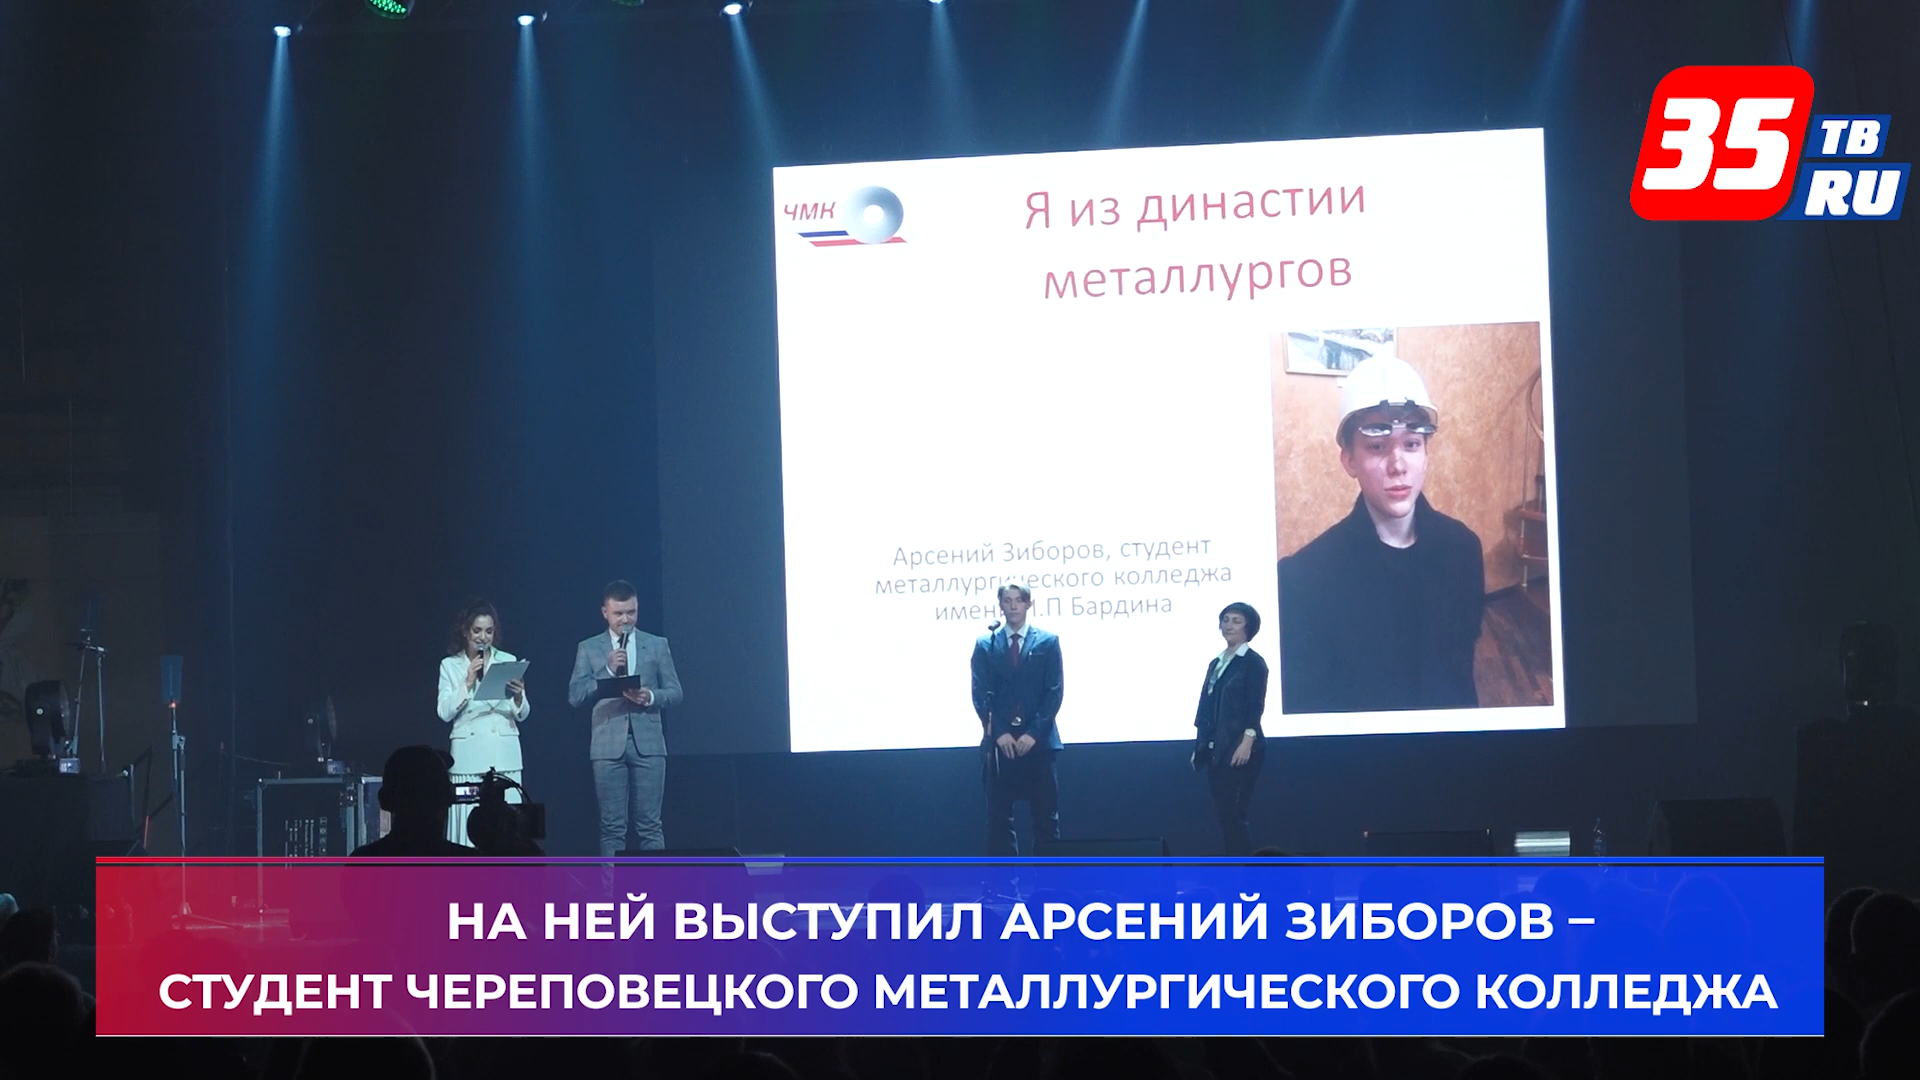 35
ТВ
RU
ЧМК
Я из династии
металлургов
Арсений Зиборов, студент
металлургического колледжа
имени И.П Бардина
НА НЕЙ ВЫСТУПИЛ АРСЕНИЙ ЗИБОРОВ –
СТУДЕНТ ЧЕРЕПОВЕЦКОГО МЕТАЛЛУРГИЧЕСКОГО КОЛЛЕДЖА